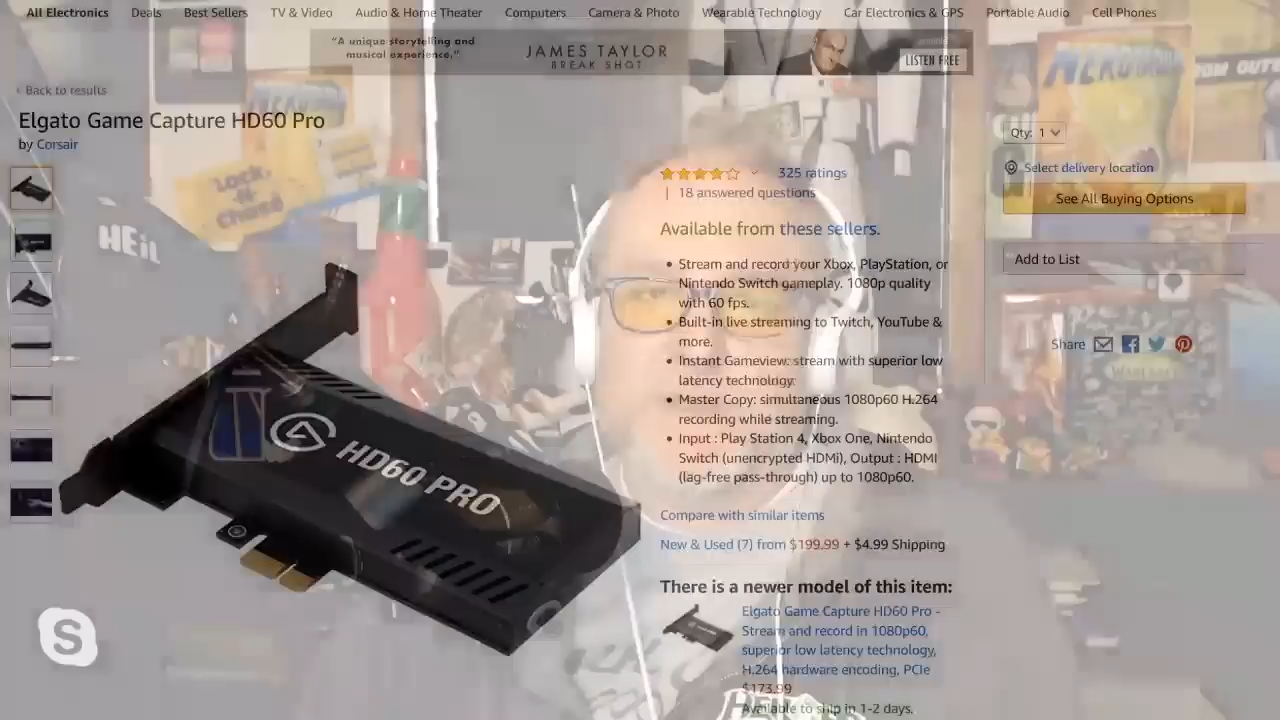 All Electronics Deals Best Sellers TV & Video Audio & Home Theater Computers Camera & Photo Wearable Technology Car Electronics & GPS Portable Audio Cell Phones
"A unique storytelling and
musical experience."
JAMES TAYLOR
BREAK SHOT
audible
LISTEN FREE
‹ Back to results
Elgato Game Capture HD60 Pro
by Corsair
325 ratings
| 18 answered questions
Available from these sellers.
• Stream and record your Xbox, PlayStation, or
Nintendo Switch gameplay. 1080p quality
with 60 fps.
• Built-in live streaming to Twitch, YouTube &
more.
• Instant Gameview: stream with superior low
latency technology.
• Master Copy: simultaneous 1080p60 H.264
recording while streaming.
• Input : Play Station 4, Xbox One, Nintendo
Switch (unencrypted HDMi), Output : HDMI
(lag-free pass-through) up to 1080p60.
Compare with similar items
New & Used (7) from $199.99 + $4.99 Shipping
There is a newer model of this item:
Elgato Game Capture HD60 Pro -
Stream and record in 1080p60,
superior low latency technology,
H.264 hardware encoding, PCIe
$173.99
Available to ship in 1-2 days.
Qty: 1
Select delivery location
See All Buying Options
Add to List
Share
HD60 PRO
HEiL
S